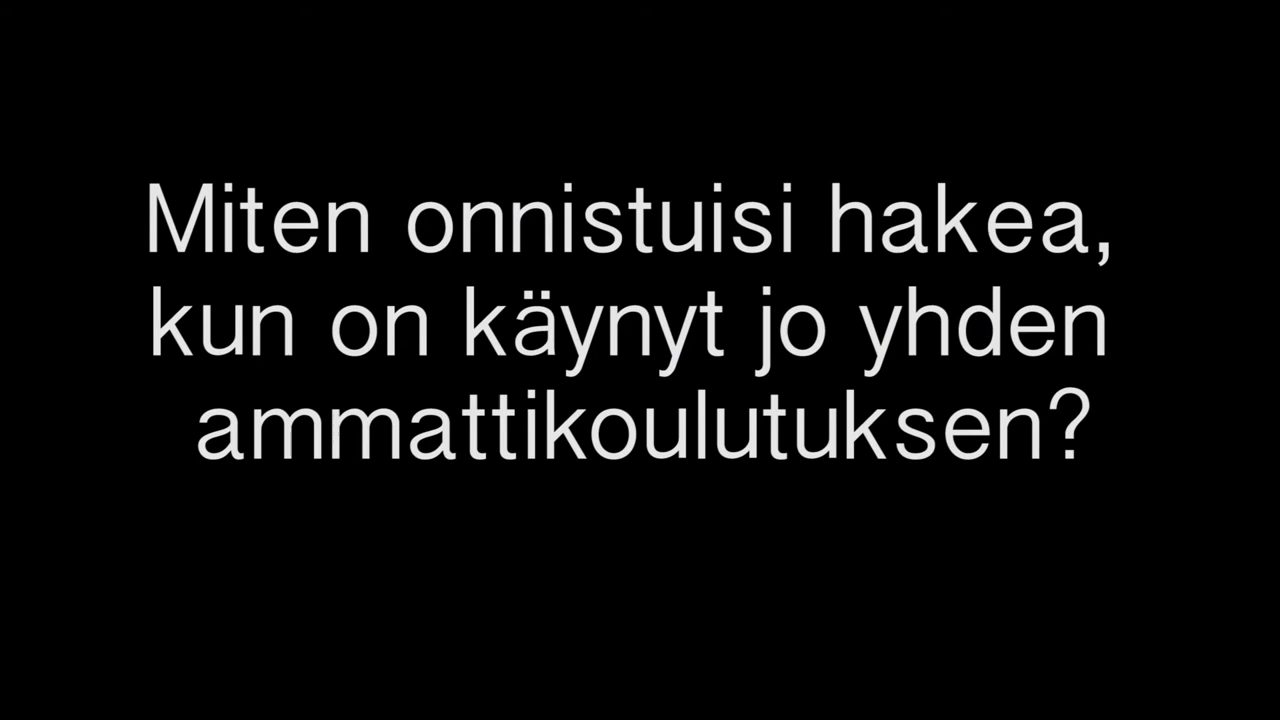 Miten onnistuisi hakea,
kun on käynyt jo yhden
ammattikoulutuksen?